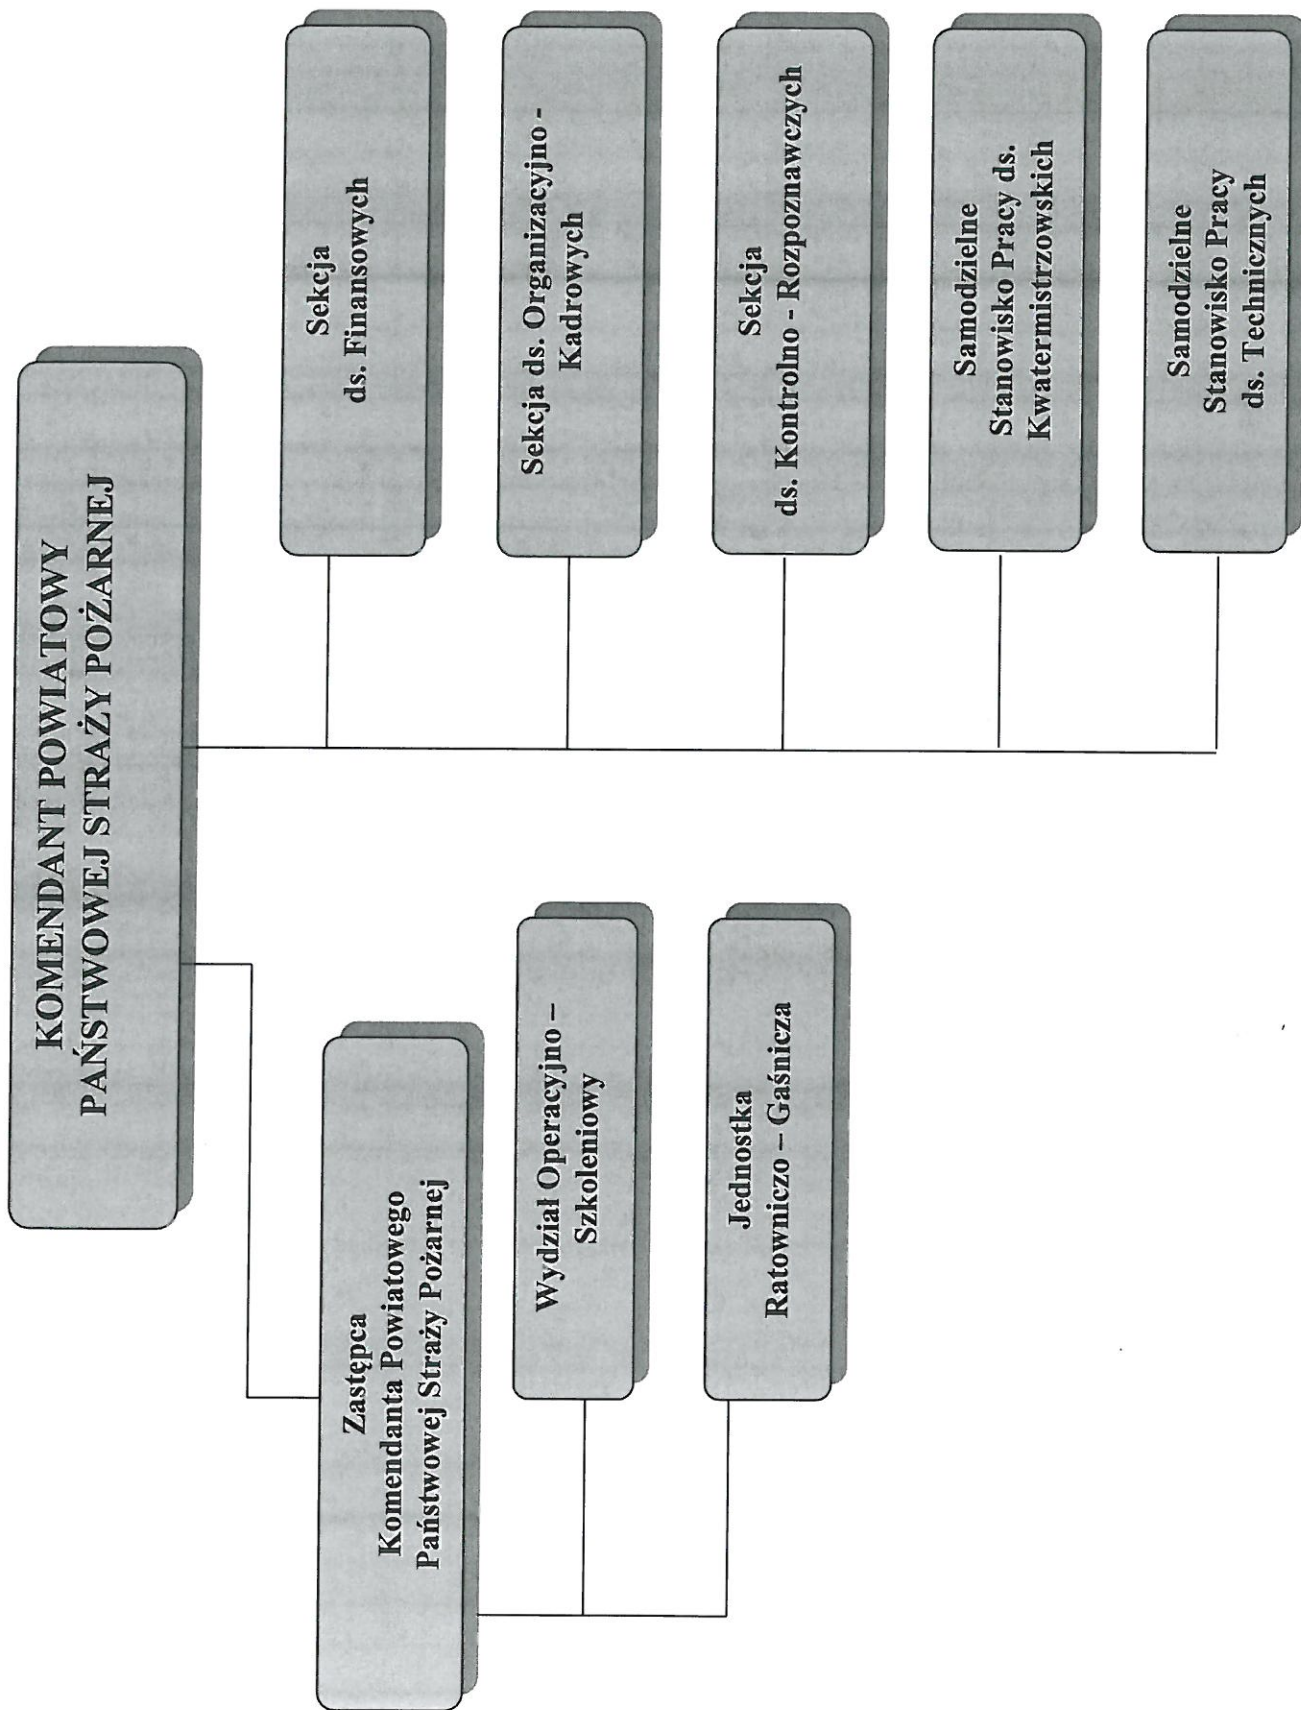 KOMENDANT POWIATOWY
PAŃSTWOWEJ STRAŻY POŻARNEJ
Zastępca
Komendanta Powiatowego
Państwowej Straży Pożarnej
Wydział Operacyjno –
Szkoleniowy
Jednostka
Ratowniczo – Gaśnicza
Sekcja
ds. Finansowych
Sekcja ds. Organizacyjno -
Kadrowych
Sekcja
ds. Kontrolno - Rozpoznawczych
Samodzielne
Stanowisko Pracy ds.
Kwatermistrzowskich
Samodzielne
Stanowisko Pracy
ds. Technicznych